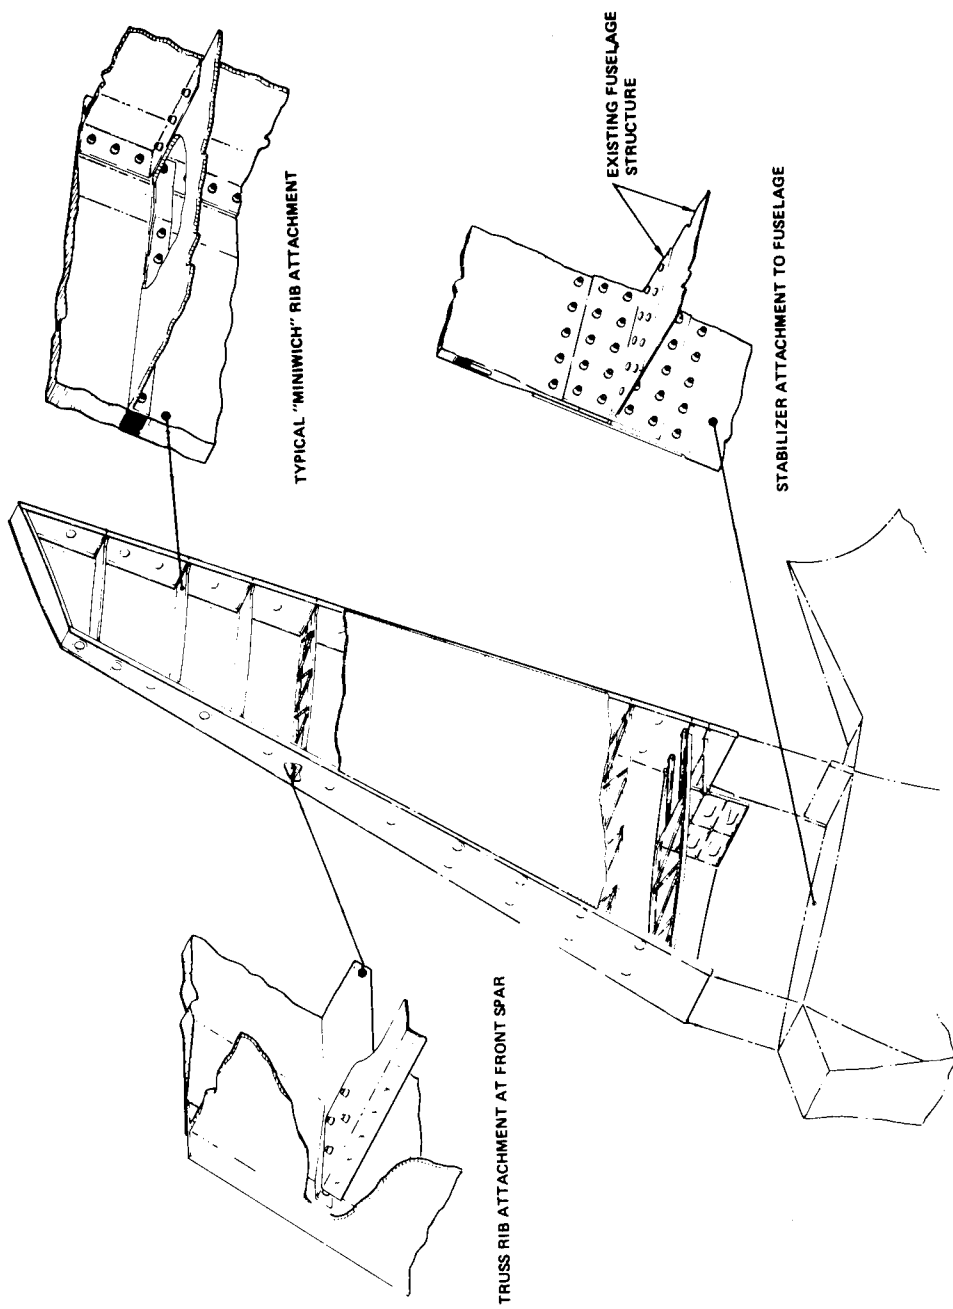 TYPICAL "MINIWICH" RIB ATTACHMENT
EXISTING FUSELAGE
STRUCTURE
STABILIZER ATTACHMENT TO FUSELAGE
TRUSS RIB ATTACHMENT AT FRONT SPAR